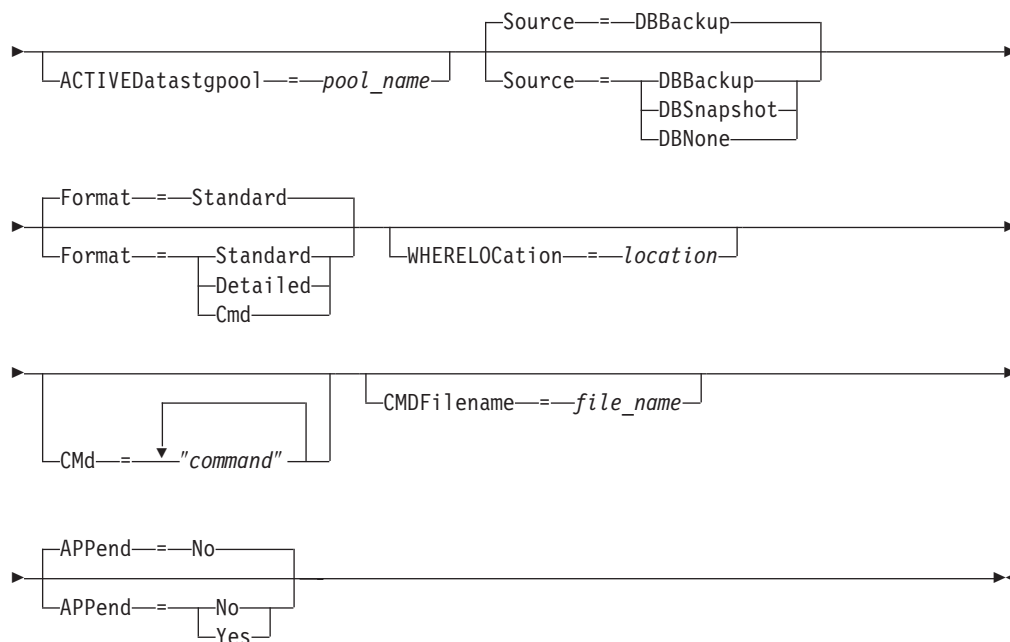 Source = DBBackup
ACTIVEDatastgpool = pool_name
Source = DBBackup
DBSnapshot
DBNone
Format = Standard
Format = Standard
Detailed
Cmd
WHERELOCation = location
CMd = "command"
CMDFilename = file_name
APPend = No
APPend = No
Yes